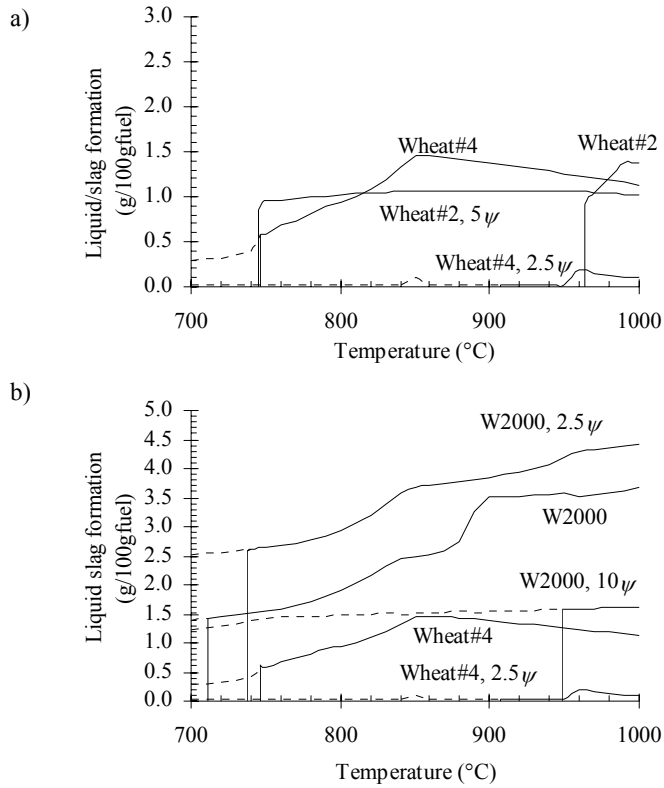 a)
Liquid/slag formation
(g/100gfuel)
3.0
2.5
2.0
1.5
1.0
0.5
0.0
Wheat#4
Wheat#2
Wheat#2, 5ψ
Wheat#4, 2.5ψ
700
800
900
1000
Temperature (°C)
b)
Liquid slag formation
(g/100gfuel)
5.0
4.5
4.0
3.5
3.0
2.5
2.0
1.5
1.0
0.5
0.0
W2000, 2.5ψ
W2000
W2000, 10ψ
Wheat#4
Wheat#4, 2.5ψ
700
800
900
1000
Temperature (°C)